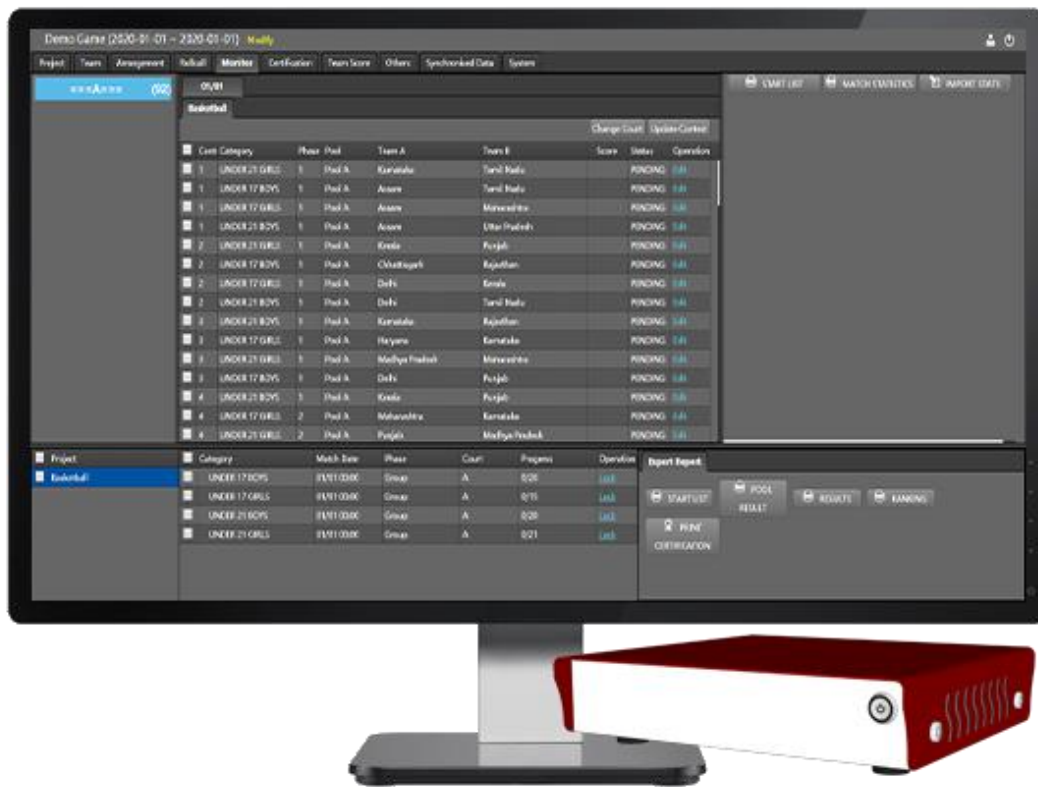 Demo Game (2020-01-01 ~ 2020-01-01) Modify
Project Team Arrangement Rollcall Monitor Certification Team Score Others Synchronised Data System
===A=== (92)
01/01
START LIST MATCH STATISTICS IMPORT STATS
Basketball
Change Court Update Contest
Cont Category Phase Pool Team A Team B Score Status Operation
1 UNDER 21 GIRLS 1 Pool A Karnataka Tamil Nadu PENDING Edit
1 UNDER 17 BOYS 1 Pool A Assam Tamil Nadu PENDING Edit
1 UNDER 17 GIRLS 1 Pool A Assam Maharashtra PENDING Edit
1 UNDER 21 BOYS 1 Pool A Assam Uttar Pradesh PENDING Edit
2 UNDER 21 GIRLS 1 Pool A Kerala Punjab PENDING Edit
2 UNDER 17 BOYS 1 Pool A Chhattisgarh Rajasthan PENDING Edit
2 UNDER 17 GIRLS 1 Pool A Delhi Kerala PENDING Edit
2 UNDER 21 BOYS 1 Pool A Delhi Tamil Nadu PENDING Edit
3 UNDER 21 BOYS 1 Pool A Karnataka Rajasthan PENDING Edit
3 UNDER 17 GIRLS 1 Pool A Haryana Karnataka PENDING Edit
3 UNDER 21 GIRLS 1 Pool A Madhya Pradesh Maharashtra PENDING Edit
3 UNDER 17 BOYS 1 Pool A Delhi Punjab PENDING Edit
4 UNDER 21 BOYS 1 Pool A Kerala Punjab PENDING Edit
4 UNDER 17 GIRLS 2 Pool A Maharashtra Karnataka PENDING Edit
4 UNDER 21 GIRLS 2 Pool A Punjab Madhya Pradesh PENDING Edit
Project
Basketball
Category Match Date Phase Court Progress Operation
UNDER 17 BOYS 01/01 00:00 Group A 0/28 Lock
UNDER 17 GIRLS 01/01 00:00 Group A 0/15 Lock
UNDER 21 BOYS 01/01 00:00 Group A 0/28 Lock
UNDER 21 GIRLS 01/01 00:00 Group A 0/21 Lock
Export Report
START LIST POOL RESULT RESULTS RANKING
PRINT CERTIFICATION